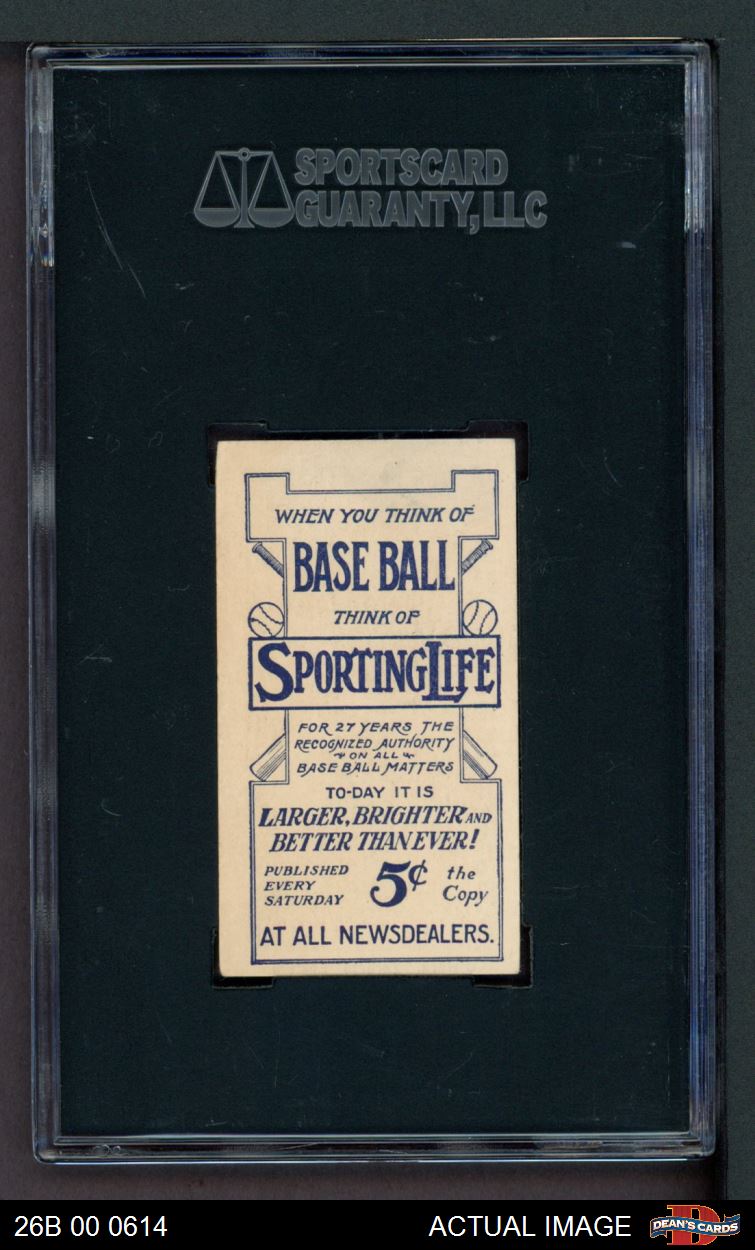 SPORTSCARD
GUARANTY, LLC
WHEN YOU THINK OF
BASE BALL
THINK OF
SPORTING LIFE
FOR 27 YEARS THE
RECOGNIZED AUTHORITY
ON ALL
BASE BALL MATTERS
TO-DAY IT IS
LARGER, BRIGHTER AND
BETTER THAN EVER!
PUBLISHED
EVERY
SATURDAY
5¢
the
Copy
AT ALL NEWSDEALERS.
26B 00 0614
ACTUAL IMAGE
DEAN'S CARDS